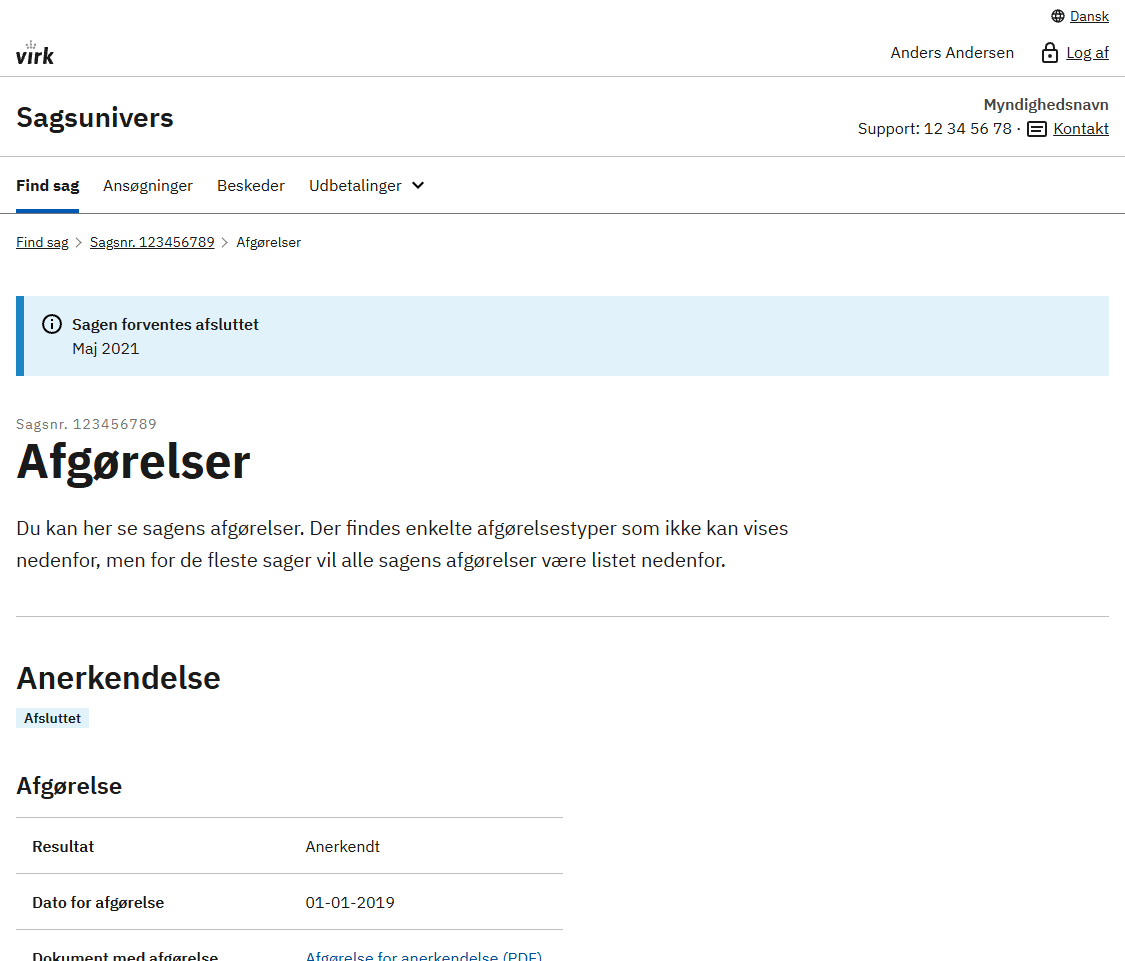 Dansk
virk
Anders Andersen
Log af
Sagsunivers
Myndighedsnavn
Support: 12 34 56 78 · Kontakt
Find sag Ansøgninger Beskeder Udbetalinger
Find sag Sagsnr. 123456789 Afgørelser
Sagen forventes afsluttet
Maj 2021
Sagsnr. 123456789
Afgørelser
Du kan her se sagens afgørelser. Der findes enkelte afgørelsestyper som ikke kan vises
nedenfor, men for de fleste sager vil alle sagens afgørelser være listet nedenfor.
Anerkendelse
Afsluttet
Afgørelse
Resultat Anerkendt
Dato for afgørelse 01-01-2019
Dokument med afgørelse Afgørelse for anerkendelse (PDF)